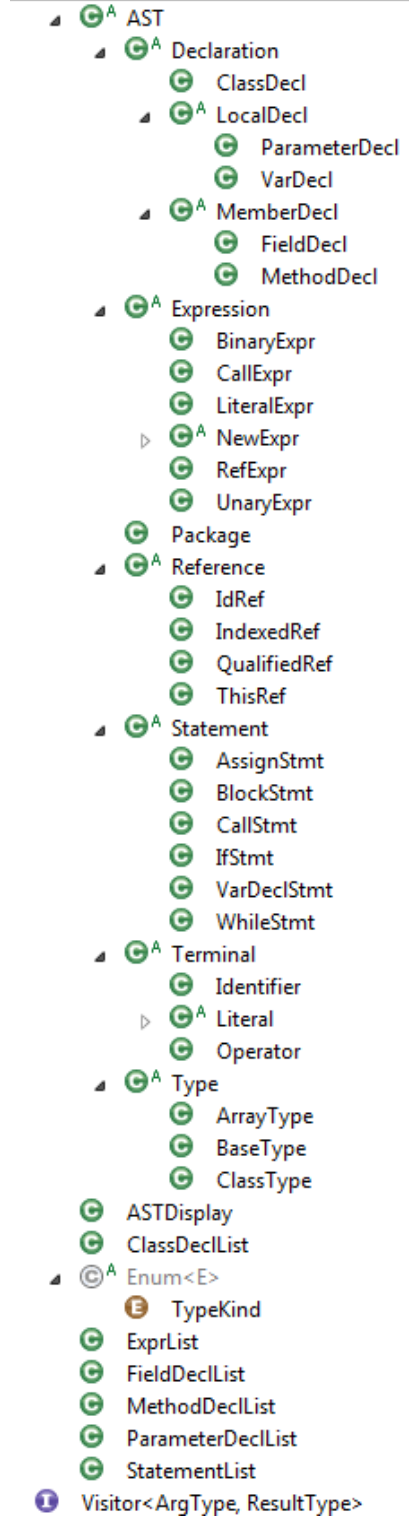 AST
Declaration
ClassDecl
LocalDecl
ParameterDecl
VarDecl
MemberDecl
FieldDecl
MethodDecl
Expression
BinaryExpr
CallExpr
LiteralExpr
NewExpr
RefExpr
UnaryExpr
Package
Reference
IdRef
IndexedRef
QualifiedRef
ThisRef
Statement
AssignStmt
BlockStmt
CallStmt
IfStmt
VarDeclStmt
WhileStmt
Terminal
Identifier
Literal
Operator
Type
ArrayType
BaseType
ClassType
ASTDisplay
ClassDeclList
Enum<E>
TypeKind
ExprList
FieldDeclList
MethodDeclList
ParameterDeclList
StatementList
Visitor<ArgType, ResultType>